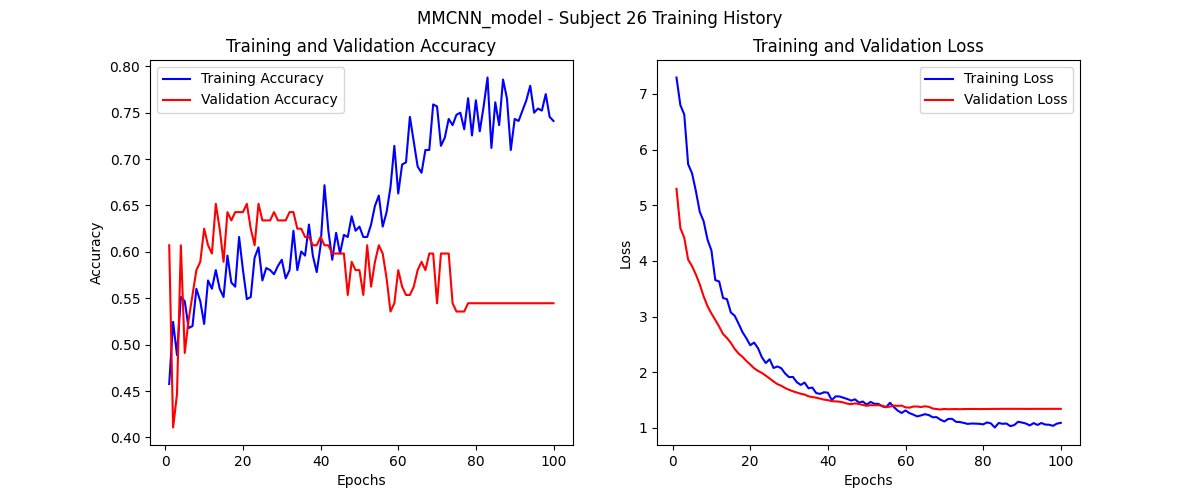 MMCNN_model - Subject 26 Training History
Training and Validation Accuracy
Training Accuracy
Validation Accuracy
Accuracy
0.80
0.75
0.70
0.65
0.60
0.55
0.50
0.45
0.40
0 20 40 60 80 100
Epochs
Training and Validation Loss
Training Loss
Validation Loss
Loss
7
6
5
4
3
2
1
0 20 40 60 80 100
Epochs